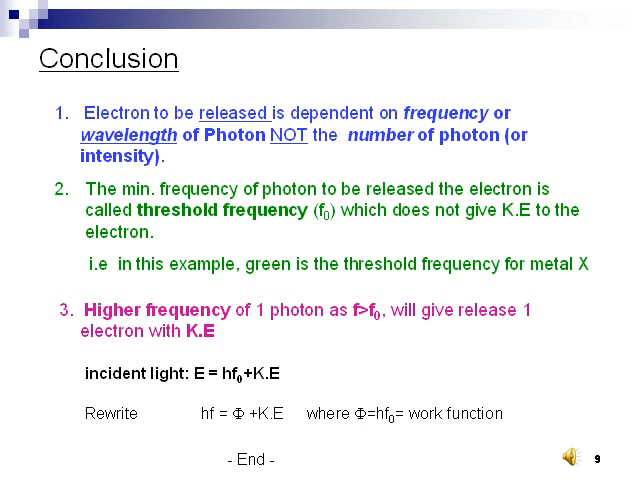 Conclusion
1. Electron to be released is dependent on frequency or
wavelength of Photon NOT the number of photon (or
intensity).
2. The min. frequency of photon to be released the electron is
called threshold frequency (f₀) which does not give K.E to the
electron.
i.e in this example, green is the threshold frequency for metal X
3. Higher frequency of 1 photon as f>f₀, will give release 1
electron with K.E
incident light: E = hf₀+K.E
Rewrite hf = Φ +K.E where Φ=hf₀= work function
- End -
9